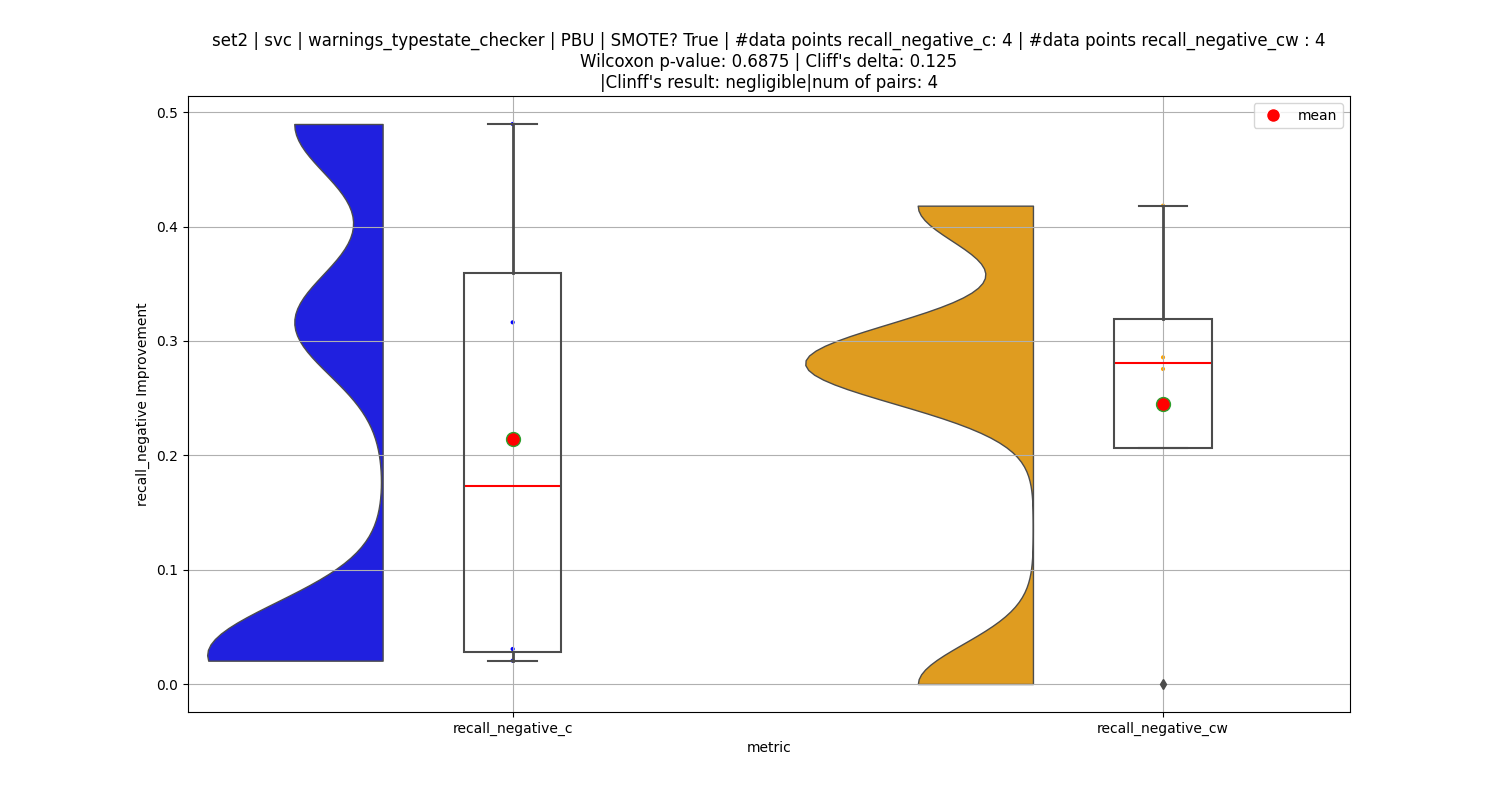 set2 | svc | warnings_typestate_checker | PBU | SMOTE? True | #data points recall_negative_c: 4 | #data points recall_negative_cw : 4
Wilcoxon p-value: 0.6875 | Cliff's delta: 0.125
|Clinff's result: negligible|num of pairs: 4
mean
0.5
0.4
0.3
0.2
0.1
0.0
recall_negative Improvement
recall_negative_c
recall_negative_cw
metric